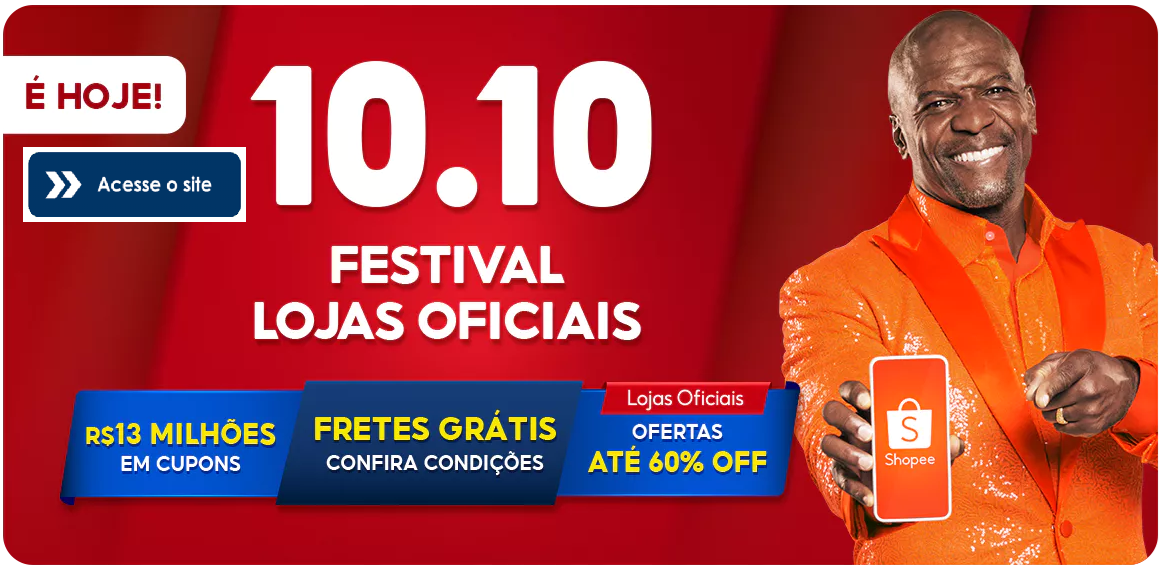 É HOJE!
Acesse o site
10.10
FESTIVAL
LOJAS OFICIAIS
R$13 MILHÕES
EM CUPONS
FRETES GRÁTIS
CONFIRA CONDIÇÕES
Lojas Oficiais
OFERTAS
ATÉ 60% OFF
S
Shopee